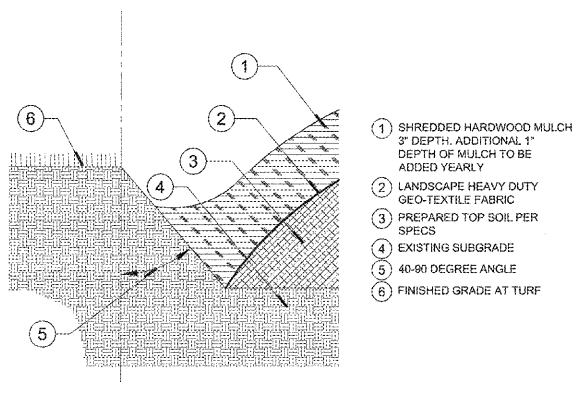 1
2
6
3
4
5
1 SHREDDED HARDWOOD MULCH
3" DEPTH. ADDITIONAL 1"
DEPTH OF MULCH TO BE
ADDED YEARLY
2 LANDSCAPE HEAVY DUTY
GEO-TEXTILE FABRIC
3 PREPARED TOP SOIL PER
SPECS
4 EXISTING SUBGRADE
5 40-90 DEGREE ANGLE
6 FINISHED GRADE AT TURF